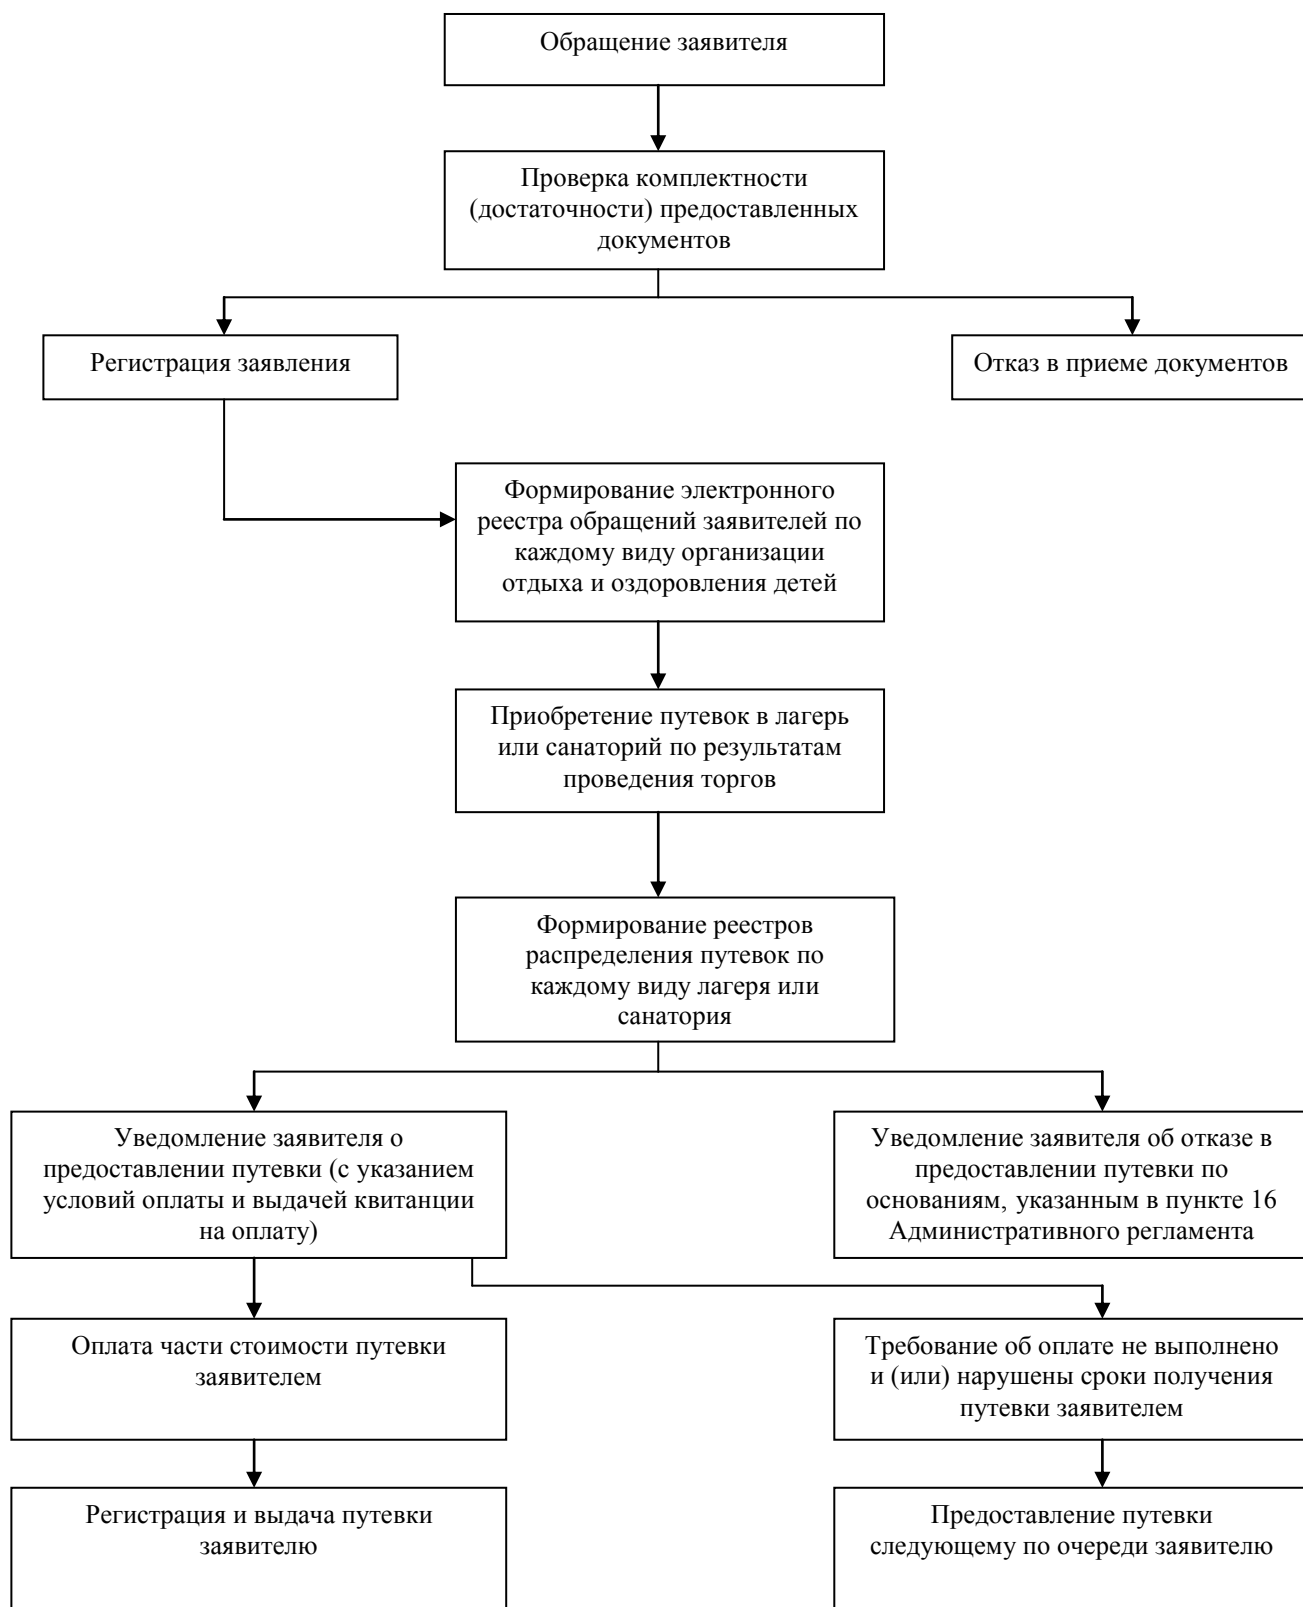 Обращение заявителя
Проверка комплектности
(достаточности) предоставленных
документов
Регистрация заявления
Отказ в приеме документов
Формирование электронного
реестра обращений заявителей по
каждому виду организации
отдыха и оздоровления детей
Приобретение путевок в лагерь
или санаторий по результатам
проведения торгов
Формирование реестров
распределения путевок по
каждому виду лагеря или
санатория
Уведомление заявителя о
предоставлении путевки (с указанием
условий оплаты и выдачей квитанции
на оплату)
Уведомление заявителя об отказе в
предоставлении путевки по
основаниям, указанным в пункте 16
Административного регламента
Оплата части стоимости путевки
заявителем
Требование об оплате не выполнено
и (или) нарушены сроки получения
путевки заявителем
Регистрация и выдача путевки
заявителю
Предоставление путевки
следующему по очереди заявителю